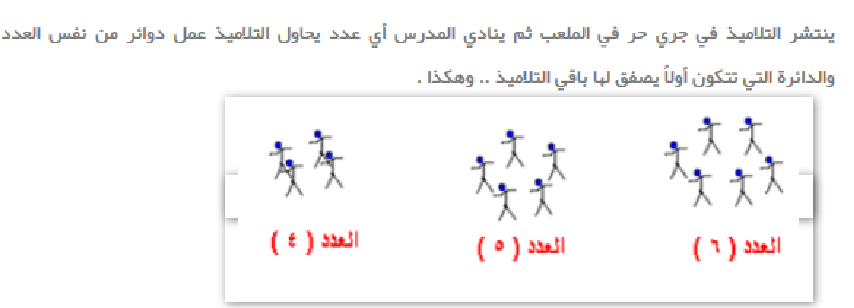 ينتشر التلاميذ في جري حر في الملعب ثم ينادي المدرس أي عدد يحاول التلاميذ عمل دوائر من نفس العدد
والدائرة التي تتكون أولاً يصفق لها باقي التلاميذ .. وهكذا .
العدد ( ٦ ) العدد ( ٥ ) العدد ( ٤ )